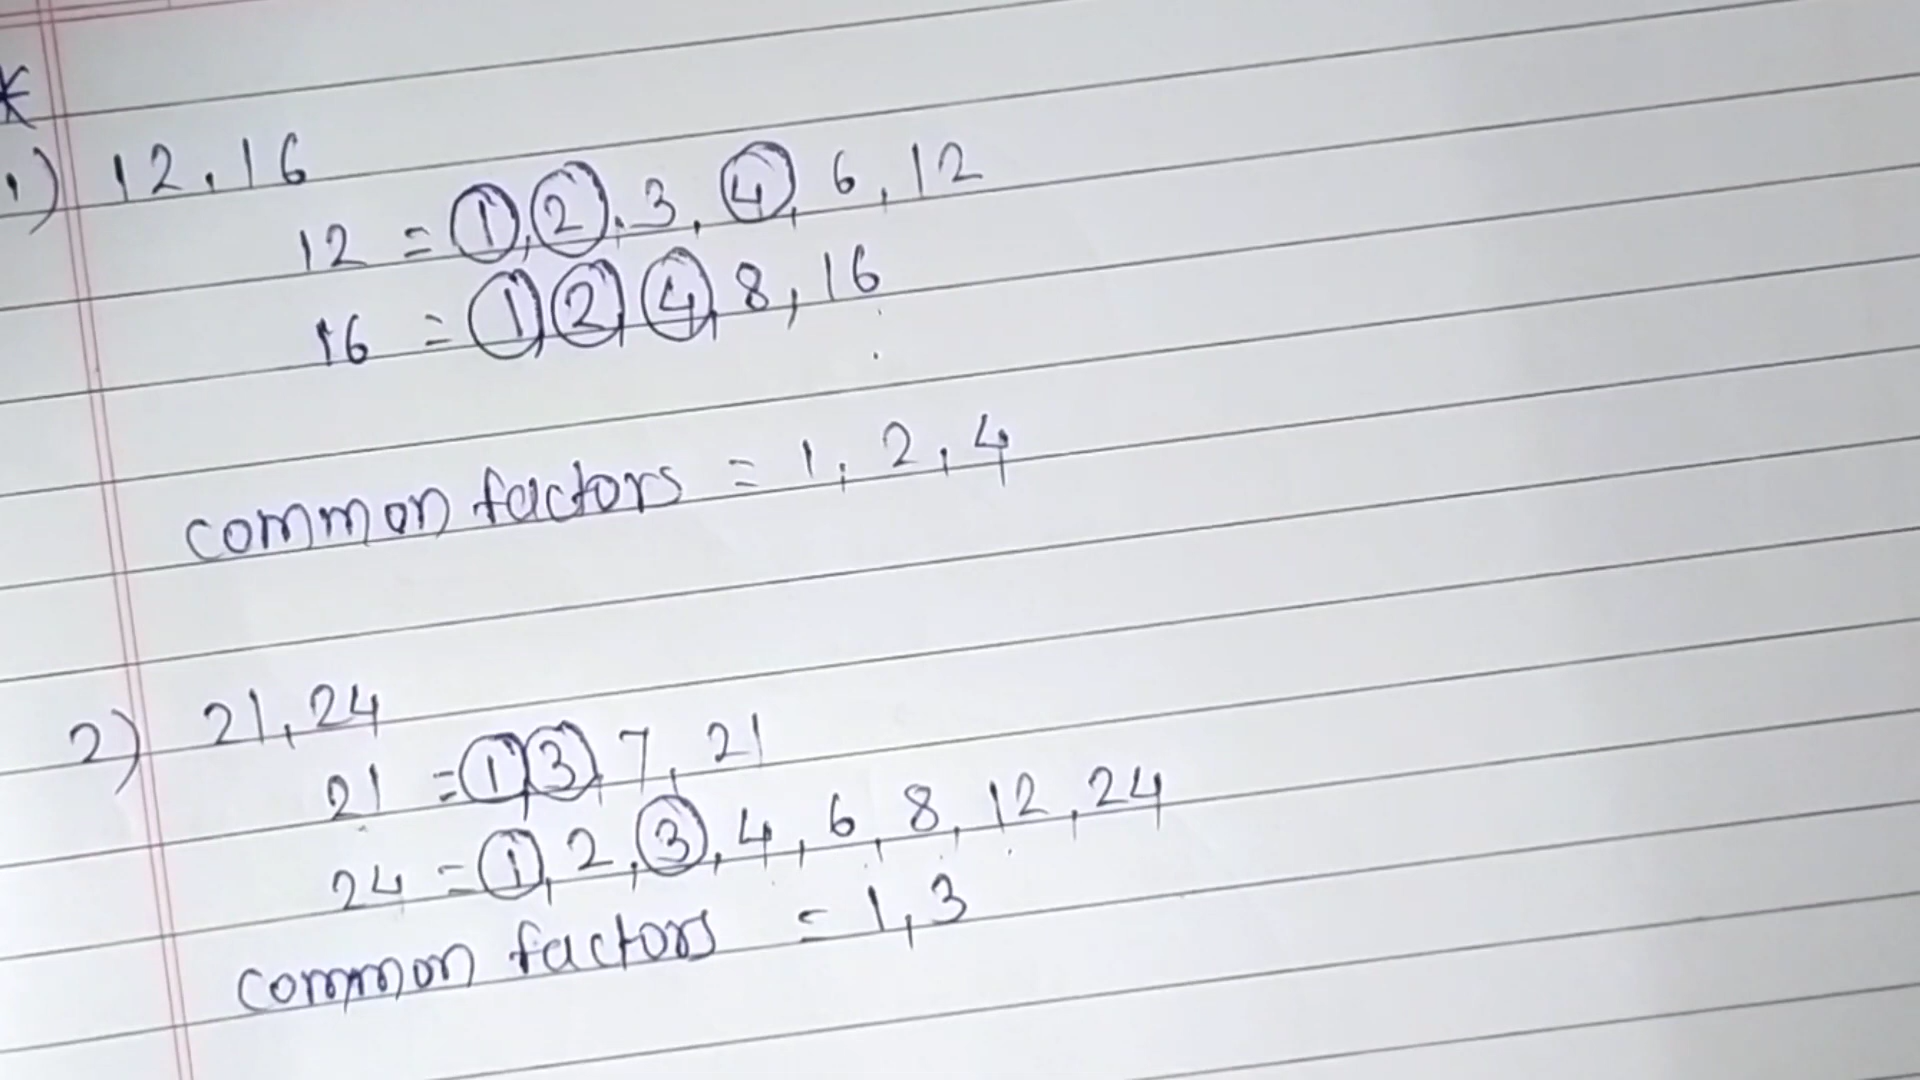 *
1) 12, 16
12 = 1, 2, 3, 4, 6, 12
16 = 1, 2, 4, 8, 16
common factors = 1, 2, 4
2) 21, 24
21 = 1, 3, 7, 21
24 = 1, 2, 3, 4, 6, 8, 12, 24
common factors = 1, 3